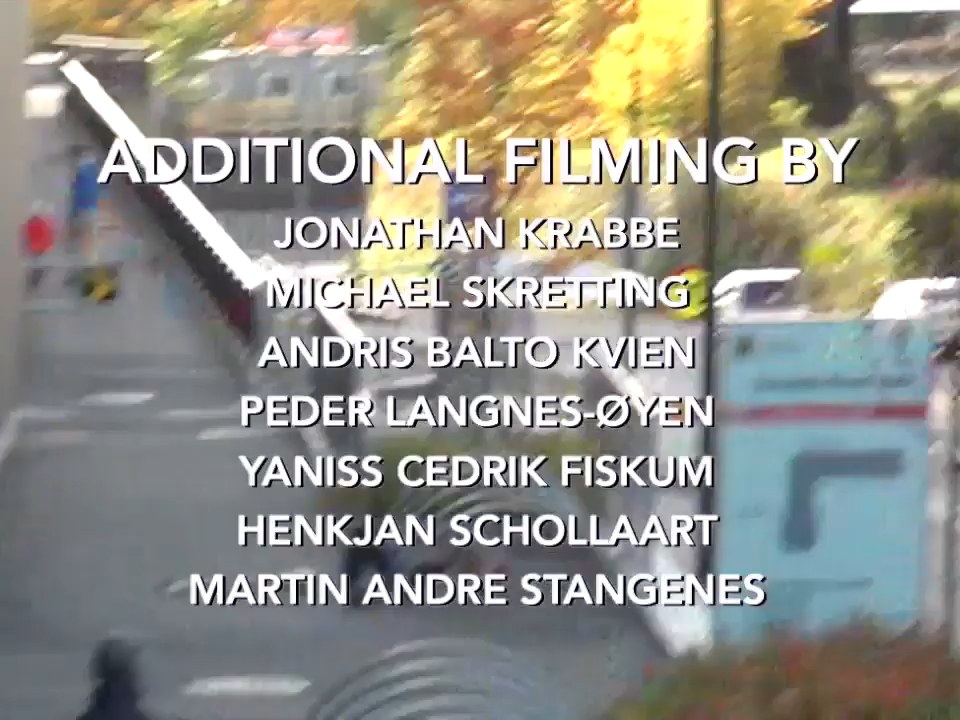 ADDITIONAL FILMING BY
JONATHAN KRABBE
MICHAEL SKRETTING
ANDRIS BALTO KVIEN
PEDER LANGNES-ØYEN
YANISS CEDRIK FISKUM
HENKJAN SCHOLLAART
MARTIN ANDRE STANGENES